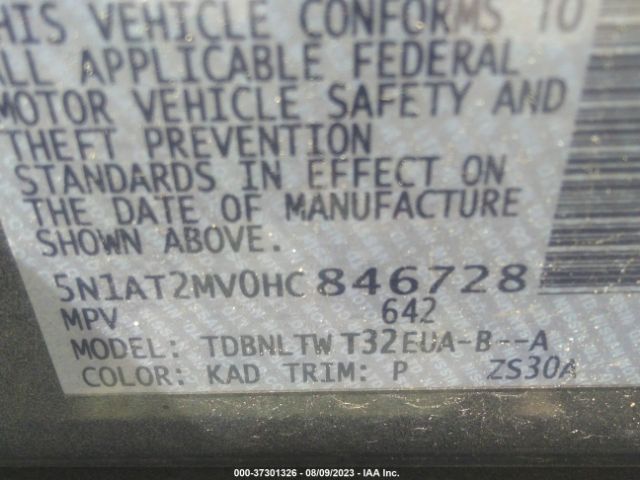 THIS VEHICLE CONFORMS TO
ALL APPLICABLE FEDERAL
MOTOR VEHICLE SAFETY AND
THEFT PREVENTION
STANDARDS IN EFFECT ON
THE DATE OF MANUFACTURE
SHOWN ABOVE.
5N1AT2MV0HC846728
MPV 642
MODEL: TDBNLTW T32EUA-B--A
COLOR: KAD TRIM: P ZS30A
000-37301326 - 08/09/2023 - IAA Inc.